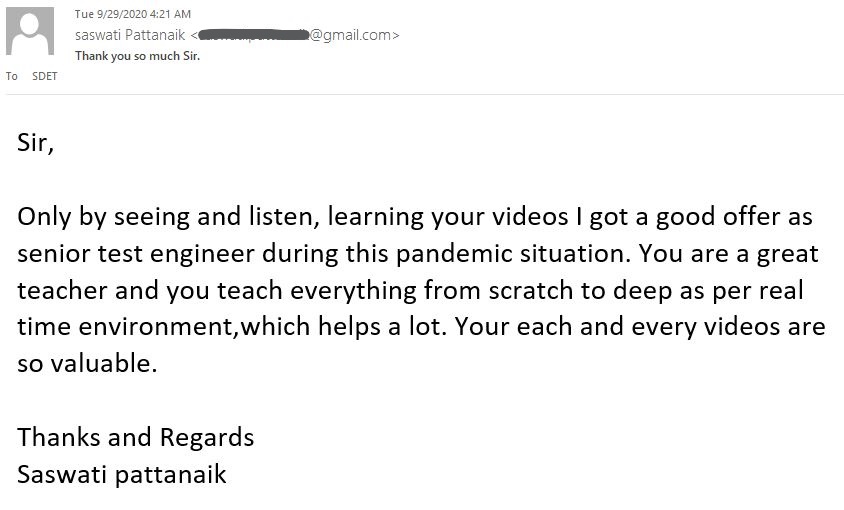 Tue 9/29/2020 4:21 AM
saswati Pattanaik < @gmail.com>
Thank you so much Sir.
To SDET
Sir,
Only by seeing and listen, learning your videos I got a good offer as
senior test engineer during this pandemic situation. You are a great
teacher and you teach everything from scratch to deep as per real
time environment,which helps a lot. Your each and every videos are
so valuable.
Thanks and Regards
Saswati pattanaik